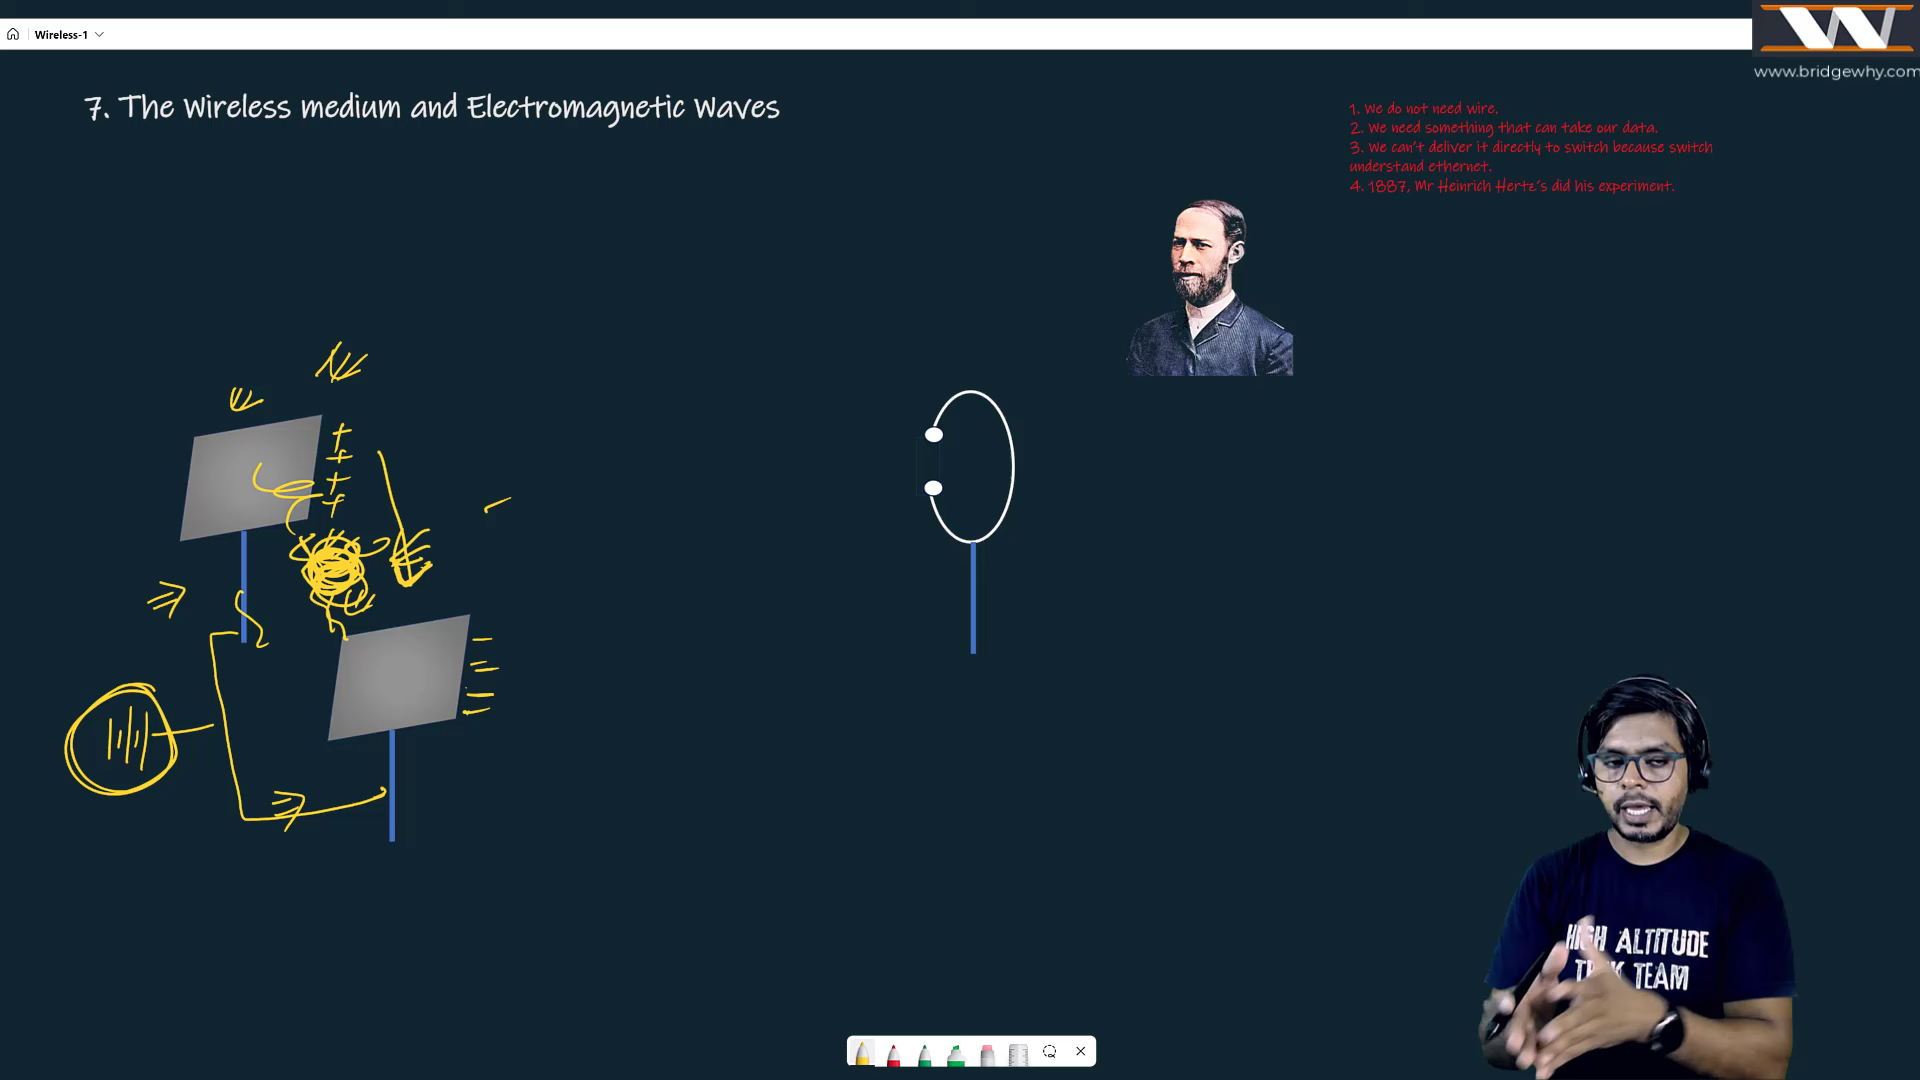 Wireless-1
www.bridgewhy.com
7. The Wireless medium and Electromagnetic Waves
1. We do not need wire.
2. We need something that can take our data.
3. We can't deliver it directly to switch because switch
understand ethernet.
4. 1887, Mr Heinrich Hertz's did his experiment.
+
+
+
+
HIGH ALTITUDE
TEAM